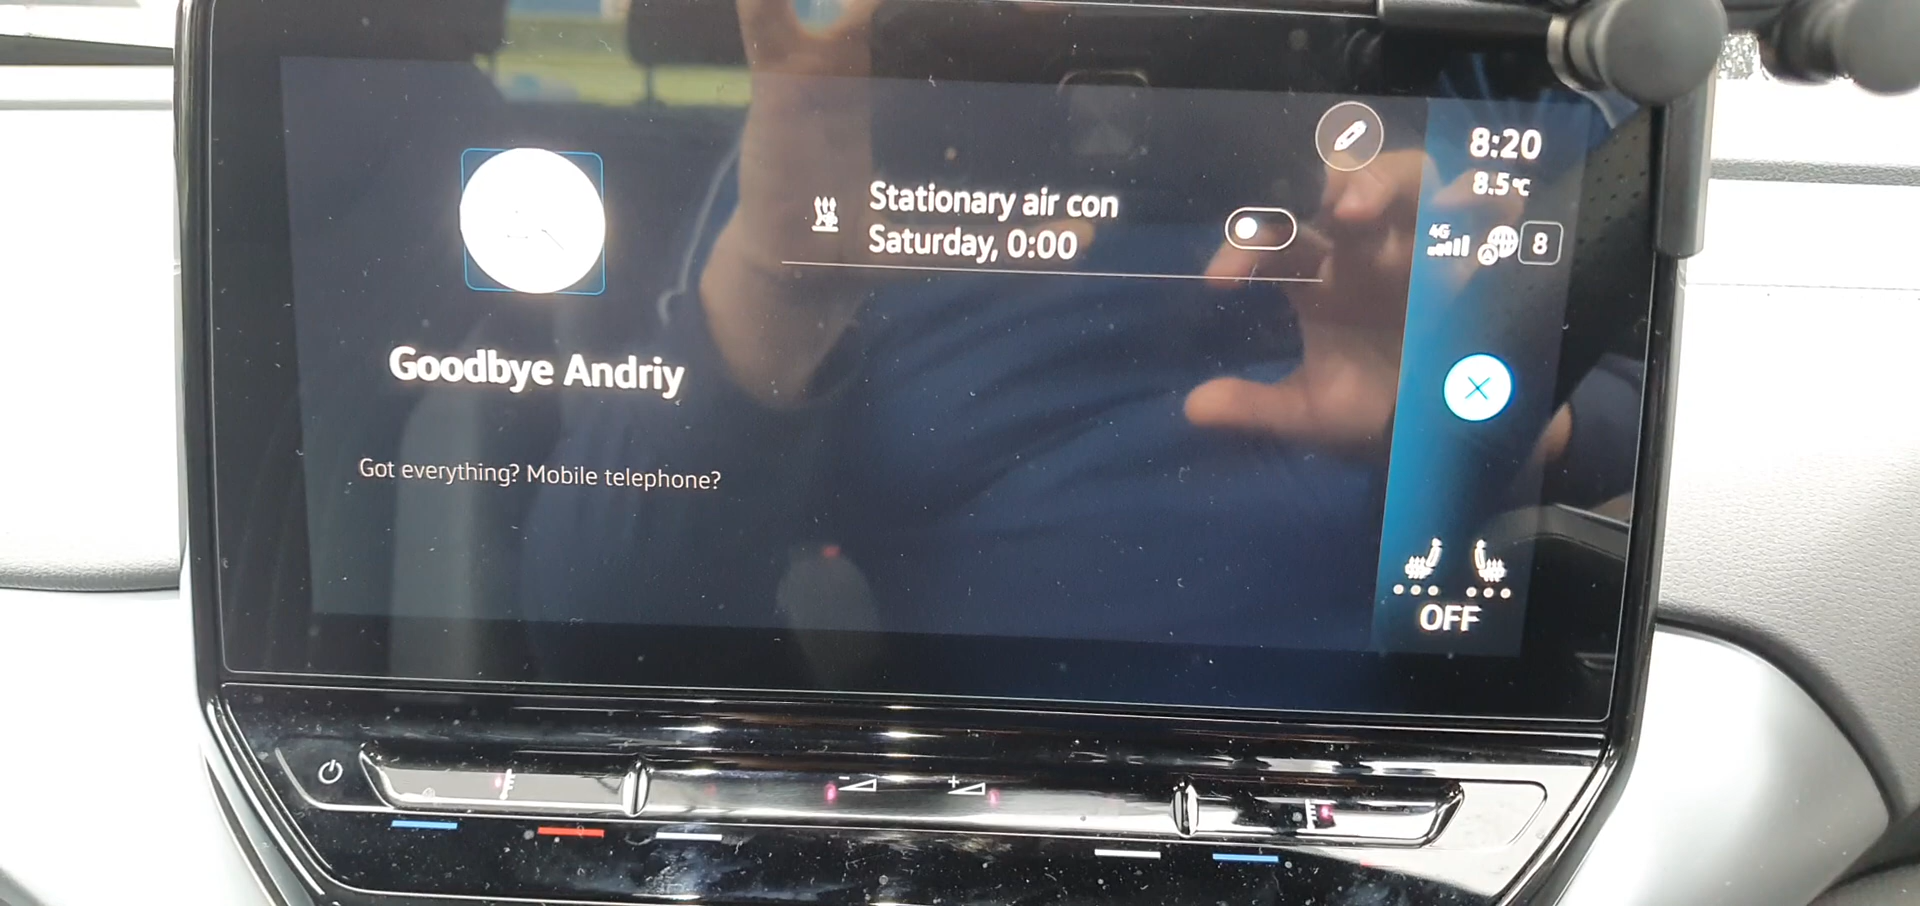 Goodbye Andriy
Got everything? Mobile telephone?
Stationary air con
Saturday, 0:00
8:20
8.5°C
4G
8
OFF